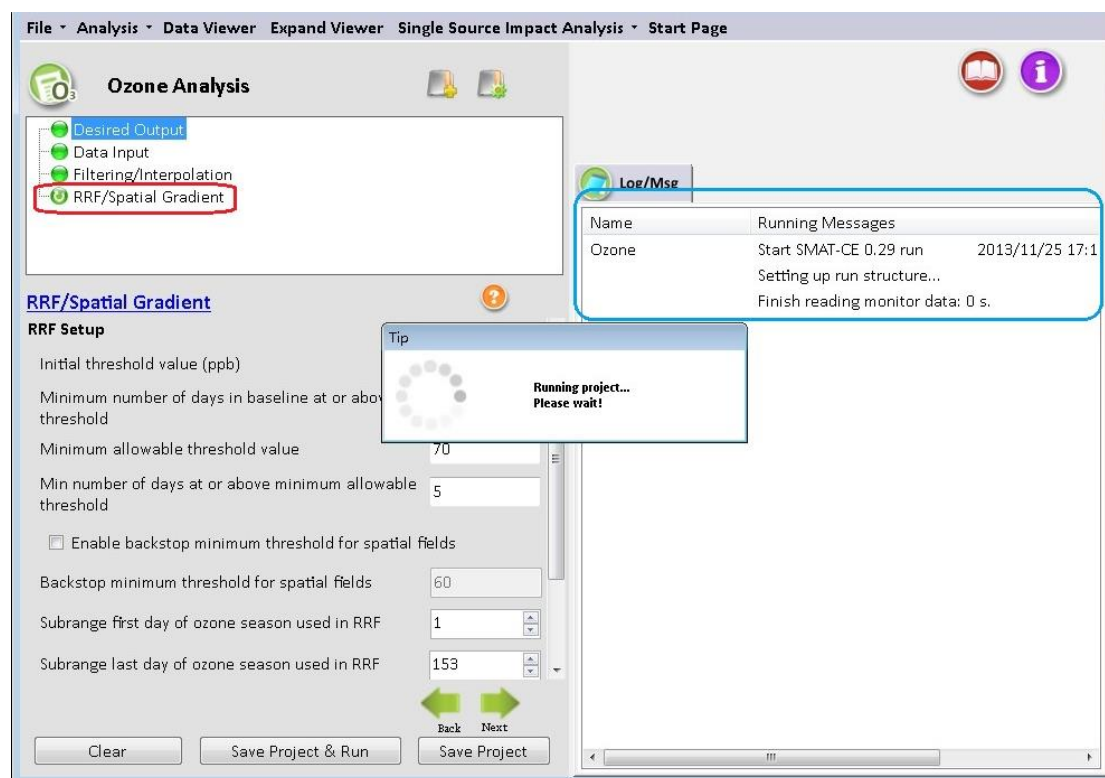 File Analysis Data Viewer Expand Viewer Single Source Impact Analysis Start Page
O3 Ozone Analysis
Desired Output
Data Input
Filtering/Interpolation
RRF/Spatial Gradient
RRF/Spatial Gradient
RRF Setup
Initial threshold value (ppb)
Minimum number of days in baseline at or
threshold
Minimum allowable threshold value 70
Min number of days at or above minimum allowable 5
threshold
Enable backstop minimum threshold for spatial fields
Backstop minimum threshold for spatial fields 60
Subrange first day of ozone season used in RRF 1
Subrange last day of ozone season used in RRF 153
Back Next
Clear Save Project & Run Save Project
Tip
Running project...
Please wait!
Log/Msg
Name Running Messages
Ozone Start SMAT-CE 0.29 run 2013/11/25 17:1
Setting up run structure...
Finish reading monitor data: 0 s.